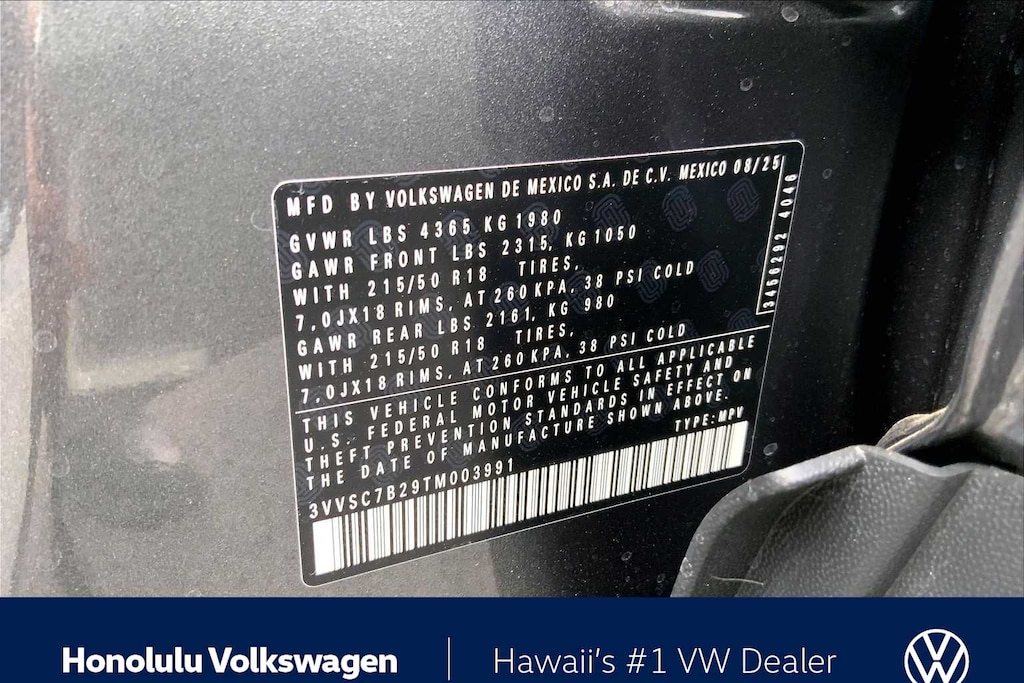 MFD BY VOLKSWAGEN DE MEXICO S.A. DE C.V. MEXICO 08/25
GVWR LBS 4365 KG 1980
GAWR FRONT LBS 2315, KG 1050
WITH 215/50 R18 TIRES,
7,0JX18 RIMS, AT 260 KPA, 38 PSI COLD
GAWR REAR LBS 2161, KG 980
WITH 215/50 R18 TIRES,
7,0JX18 RIMS, AT 260 KPA, 38 PSI COLD
3456292 4046
THIS VEHICLE CONFORMS TO ALL APPLICABLE
U.S. FEDERAL MOTOR VEHICLE SAFETY AND
THEFT PREVENTION STANDARDS IN EFFECT ON
THE DATE OF MANUFACTURE SHOWN ABOVE.
3VVSC7B29TM003991 TYPE:MPV
Honolulu Volkswagen | Hawaii's #1 VW Dealer